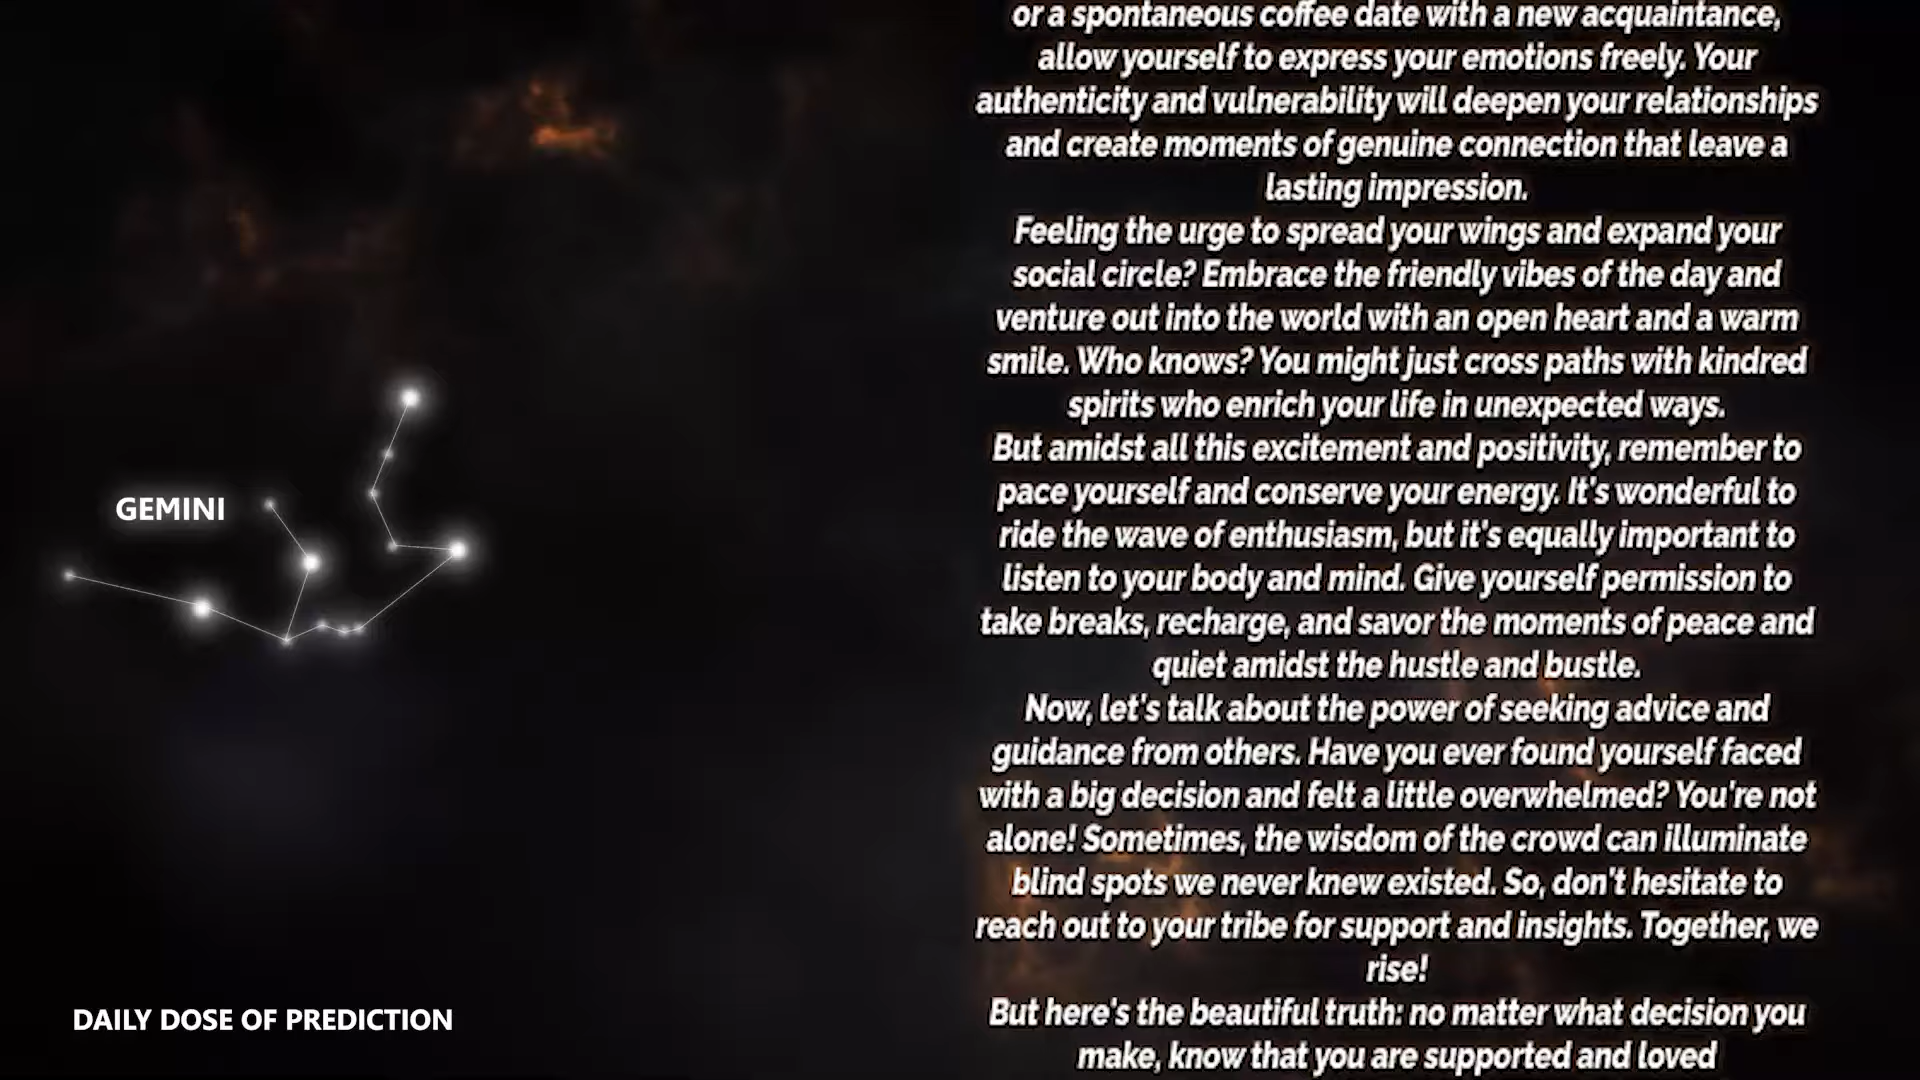 GEMINI
DAILY DOSE OF PREDICTION
or a spontaneous coffee date with a new acquaintance,
allow yourself to express your emotions freely. Your
authenticity and vulnerability will deepen your relationships
and create moments of genuine connection that leave a
lasting impression.
Feeling the urge to spread your wings and expand your
social circle? Embrace the friendly vibes of the day and
venture out into the world with an open heart and a warm
smile. Who knows? You might just cross paths with kindred
spirits who enrich your life in unexpected ways.
But amidst all this excitement and positivity, remember to
pace yourself and conserve your energy. It's wonderful to
ride the wave of enthusiasm, but it's equally important to
listen to your body and mind. Give yourself permission to
take breaks, recharge, and savor the moments of peace and
quiet amidst the hustle and bustle.
Now, let's talk about the power of seeking advice and
guidance from others. Have you ever found yourself faced
with a big decision and felt a little overwhelmed? You're not
alone! Sometimes, the wisdom of the crowd can illuminate
blind spots we never knew existed. So, don't hesitate to
reach out to your tribe for support and insights. Together, we
rise!
But here's the beautiful truth: no matter what decision you
make, know that you are supported and loved